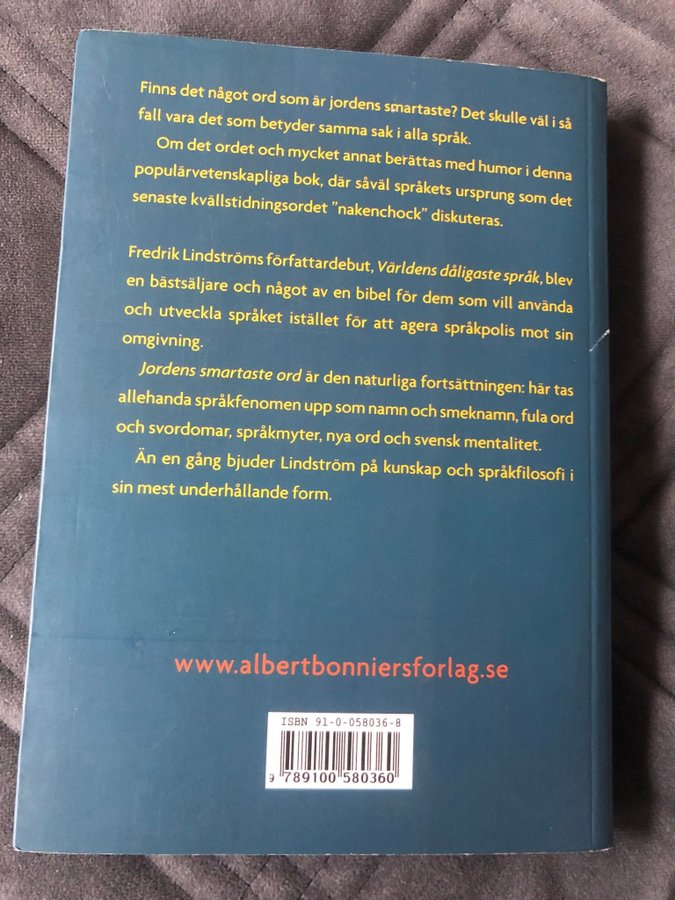 Finns det något ord som är jordens smartaste? Det skulle väl i så
fall vara det som betyder samma sak i alla språk.
Om det ordet och mycket annat berättas med humor i denna
populärvetenskapliga bok, där såväl språkets ursprung som det
senaste kvällstidningsordet ”nakenchock” diskuteras.
Fredrik Lindströms författardebut, Världens dåligaste språk, blev
en bästsäljare och något av en bibel för dem som vill använda
och utveckla språket istället för att agera språkpolis mot sin
omgivning.
Jordens smartaste ord är den naturliga fortsättningen: här tas
allehanda språkfenomen upp som namn och smeknamn, fula ord
och svordomar, språkmyter, nya ord och svensk mentalitet.
Än en gång bjuder Lindström på kunskap och språkfilosofi i
sin mest underhållande form.
www.albertbonniersforlag.se
ISBN 91-0-058036-8
9 789100 580360